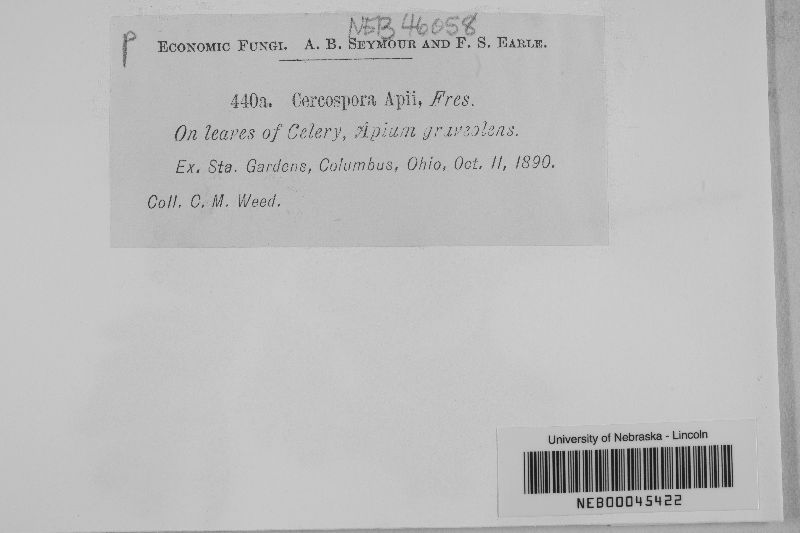 NEB 46058
P
ECONOMIC FUNGI. A. B. SEYMOUR AND F. S. EARLE.
440a. Cercospora Apii, Fres.
On leaves of Celery, Apium graveolens.
Ex. Sta. Gardens, Columbus, Ohio, Oct. 11, 1890.
Coll. C. M. Weed.
University of Nebraska - Lincoln
NEB00045422